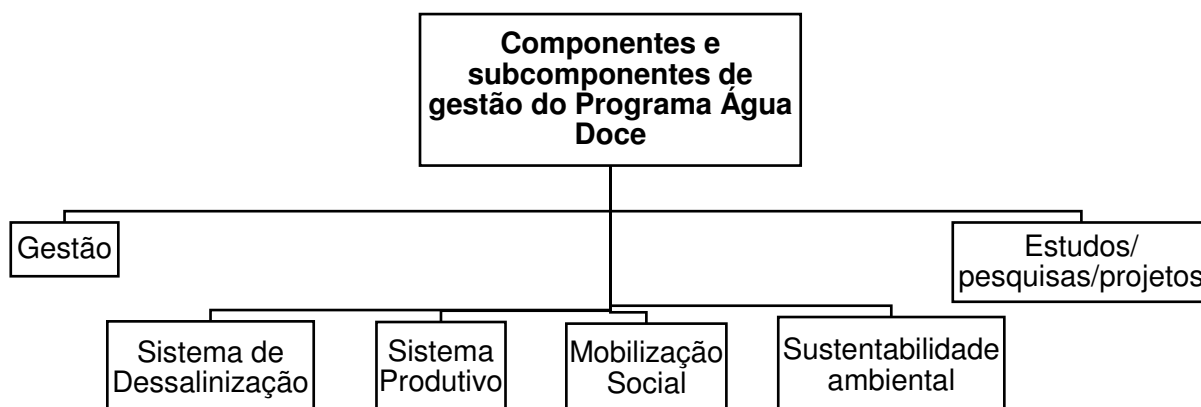 Componentes e
subcomponentes de
gestão do Programa Água
Doce
Gestão
Estudos/
pesquisas/projetos
Sistema de
Dessalinização
Sistema
Produtivo
Mobilização
Social
Sustentabilidade
ambiental